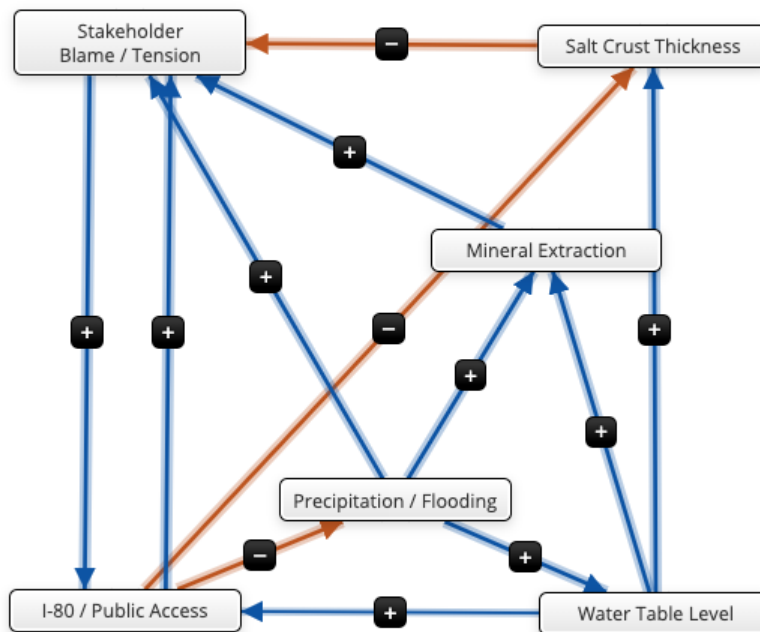 Stakeholder
Blame / Tension
−
Salt Crust Thickness
+
Mineral Extraction
+
+
+
−
+
+
+
Precipitation / Flooding
−
+
I-80 / Public Access
+
Water Table Level